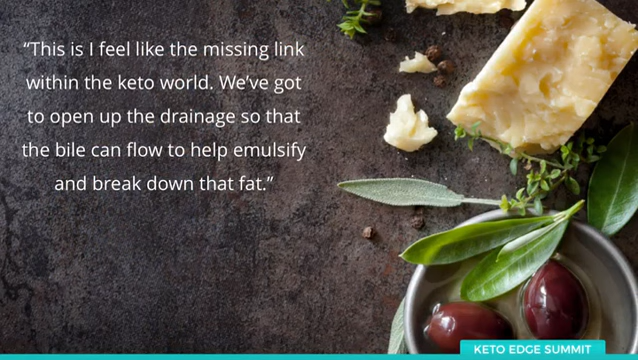 “This is I feel like the missing link
within the keto world. We’ve got
to open up the drainage so that
the bile can flow to help emulsify
and break down that fat.”
KETO EDGE SUMMIT